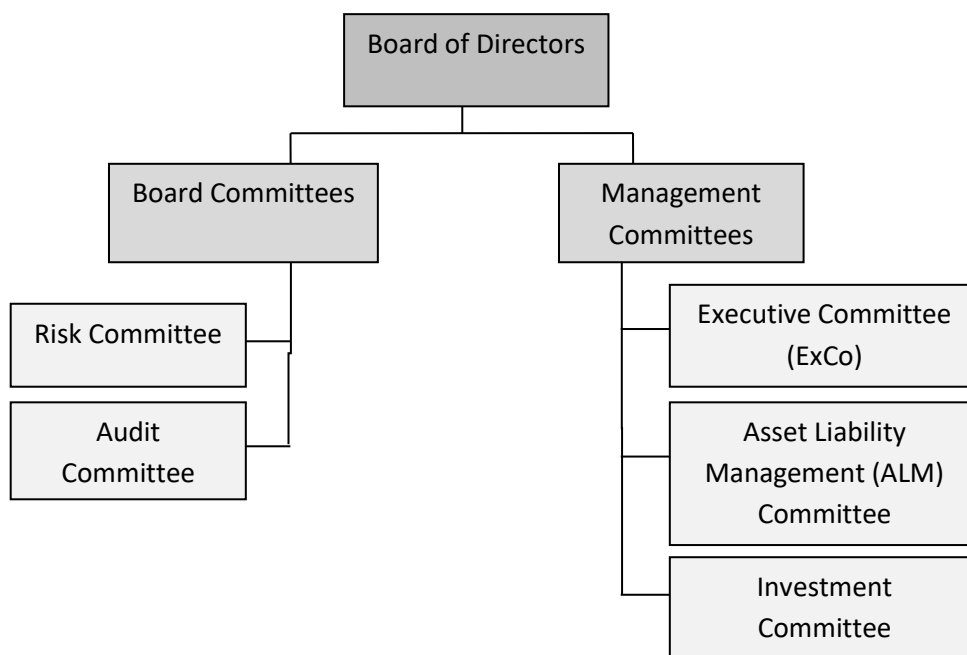 Board of Directors
Board Committees
Management
Committees
Risk Committee
Audit
Committee
Executive Committee
(ExCo)
Asset Liability
Management (ALM)
Committee
Investment
Committee